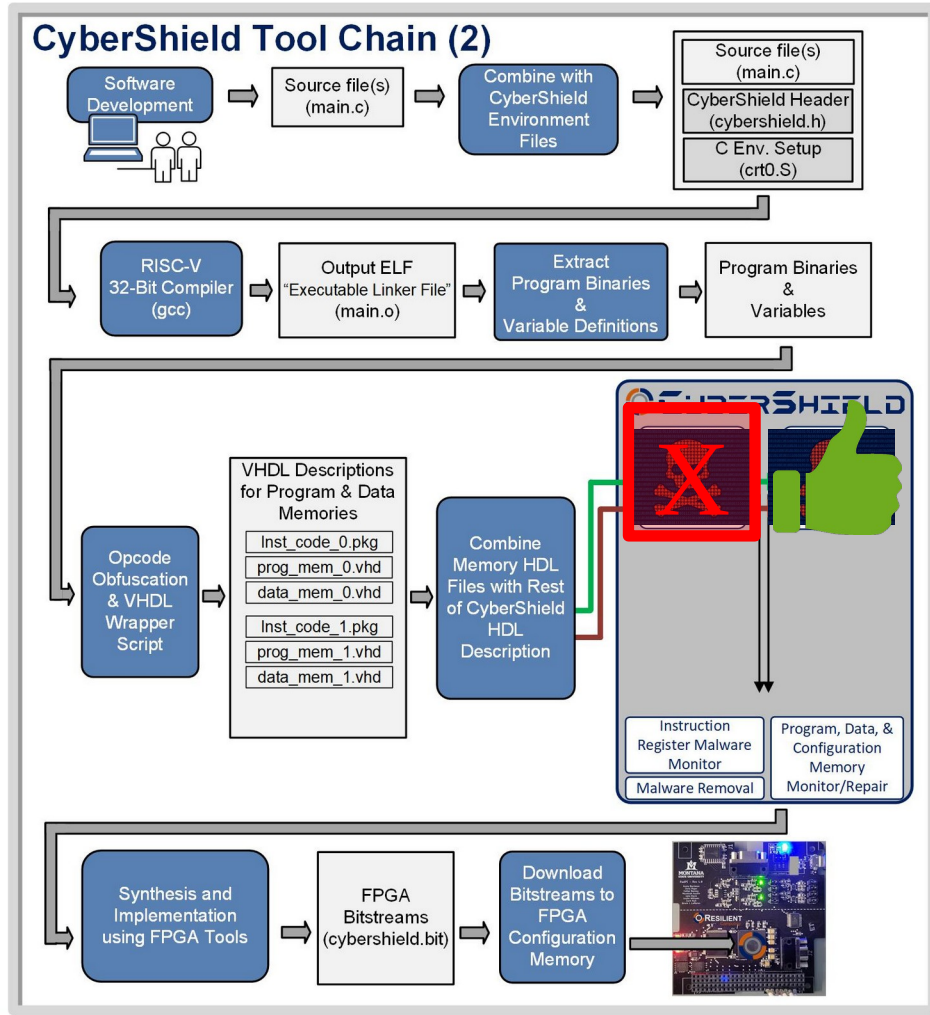 CyberShield Tool Chain (2)
Software
Development
Source file(s)
(main.c)
Combine with
CyberShield
Environment
Files
Source file(s)
(main.c)
CyberShield Header
(cybershield.h)
C Env. Setup
(crt0.S)
RISC-V
32-Bit Compiler
(gcc)
Output ELF
“Executable Linker File”
(main.o)
Extract
Program Binaries
&
Variable Definitions
Program Binaries
&
Variables
Opcode
Obfuscation
& VHDL
Wrapper
Script
VHDL Descriptions
for Program & Data
Memories
Inst_code_0.pkg
prog_mem_0.vhd
data_mem_0.vhd
Inst_code_1.pkg
prog_mem_1.vhd
data_mem_1.vhd
Combine
Memory HDL
Files with Rest
of CyberShield
HDL
Description
CYBERSHIELD
X
Instruction
Register Malware
Monitor
Malware Removal
Program, Data, &
Configuration
Memory
Monitor/Repair
Synthesis and
Implementation
using FPGA Tools
FPGA
Bitstreams
(cybershield.bit)
Download
Bitstreams to
FPGA
Configuration
Memory
MONTANA
RESILIENT